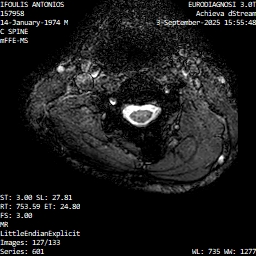 IFOULIS ANTONIOS
EURODIAGNOSI 3.0T
157958
Achieva dStream
14-January-1974 M
3-September-2025 15:55:48
C SPINE
mFFE-MS
ST: 3.00 SL: 27.81
RT: 753.59 ET: 24.80
FS: 3.00
MR
LittleEndianExplicit
Images: 127/133
Series: 601
WL: 735 WW: 1277